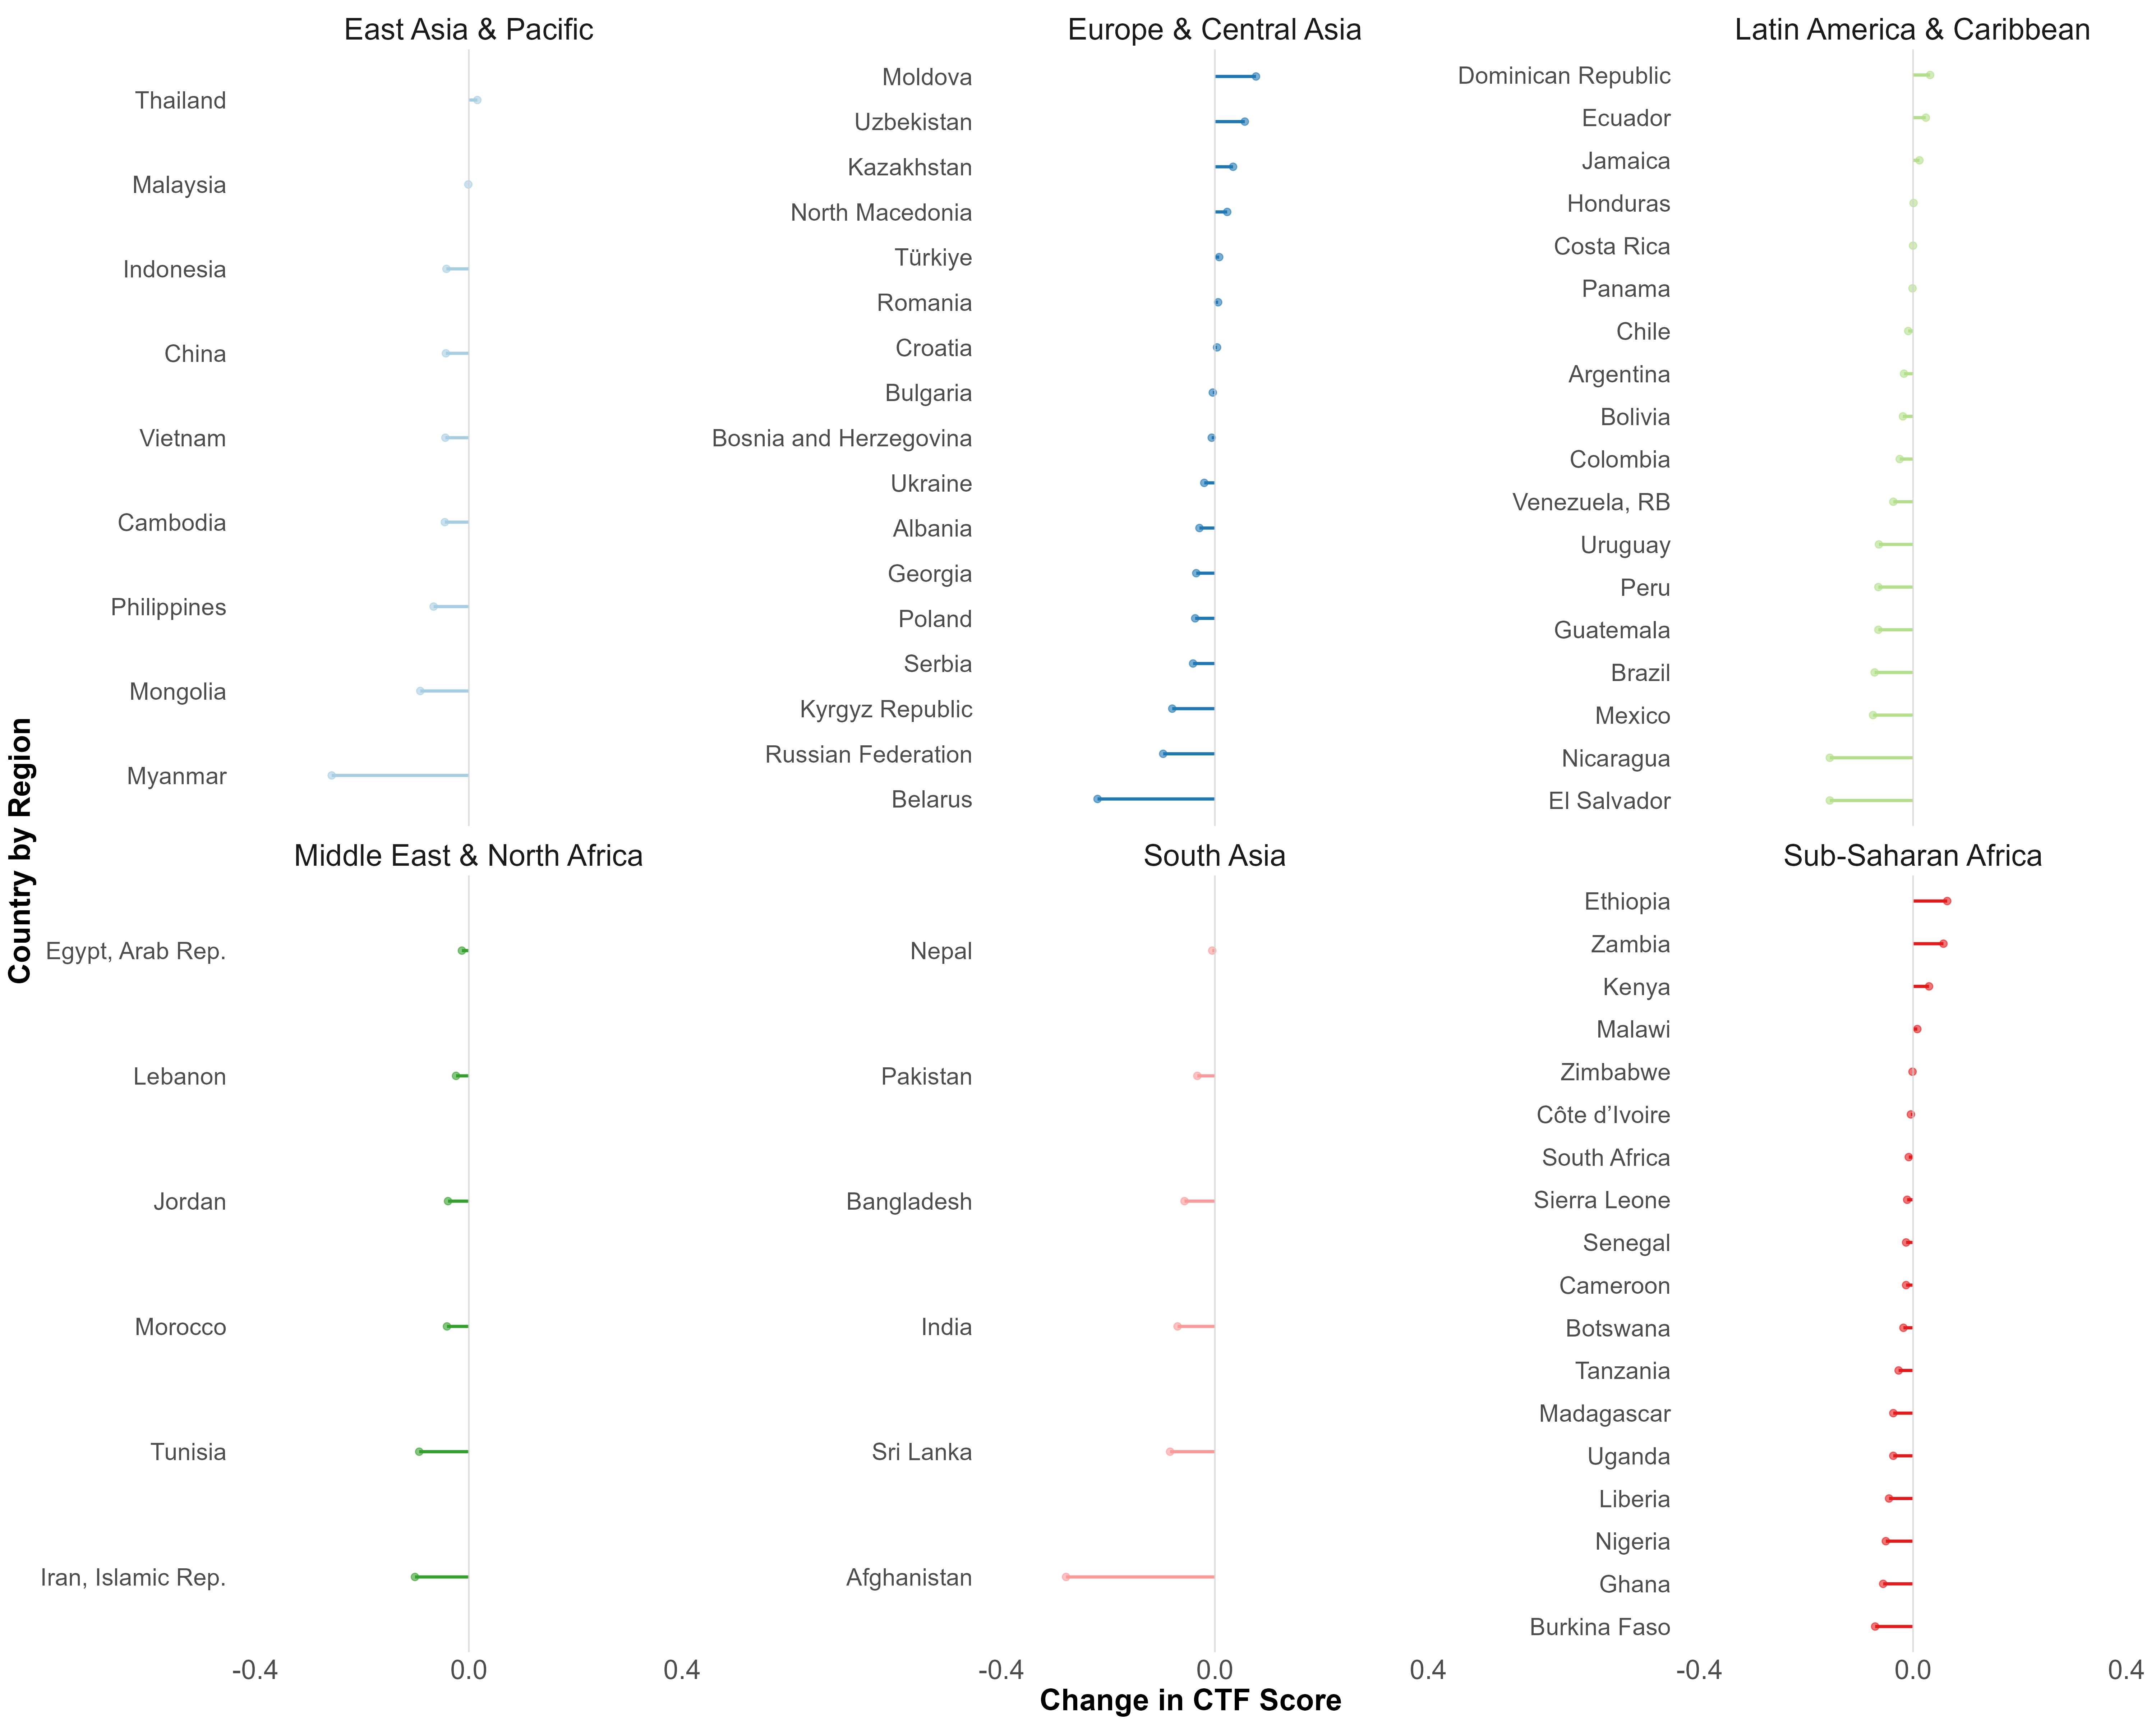 East Asia & Pacific
Thailand
Malaysia
Indonesia
China
Vietnam
Cambodia
Philippines
Mongolia
Myanmar
Europe & Central Asia
Moldova
Uzbekistan
Kazakhstan
North Macedonia
Türkiye
Romania
Croatia
Bulgaria
Bosnia and Herzegovina
Ukraine
Albania
Georgia
Poland
Serbia
Kyrgyz Republic
Russian Federation
Belarus
Latin America & Caribbean
Dominican Republic
Ecuador
Jamaica
Honduras
Costa Rica
Panama
Chile
Argentina
Bolivia
Colombia
Venezuela, RB
Uruguay
Peru
Guatemala
Brazil
Mexico
Nicaragua
El Salvador
Country by Region
Middle East & North Africa
Egypt, Arab Rep.
Lebanon
Jordan
Morocco
Tunisia
Iran, Islamic Rep.
-0.4 0.0 0.4
South Asia
Nepal
Pakistan
Bangladesh
India
Sri Lanka
Afghanistan
-0.4 0.0 0.4
Sub-Saharan Africa
Ethiopia
Zambia
Kenya
Malawi
Zimbabwe
Côte d’Ivoire
South Africa
Sierra Leone
Senegal
Cameroon
Botswana
Tanzania
Madagascar
Uganda
Liberia
Nigeria
Ghana
Burkina Faso
-0.4 0.0 0.4
Change in CTF Score